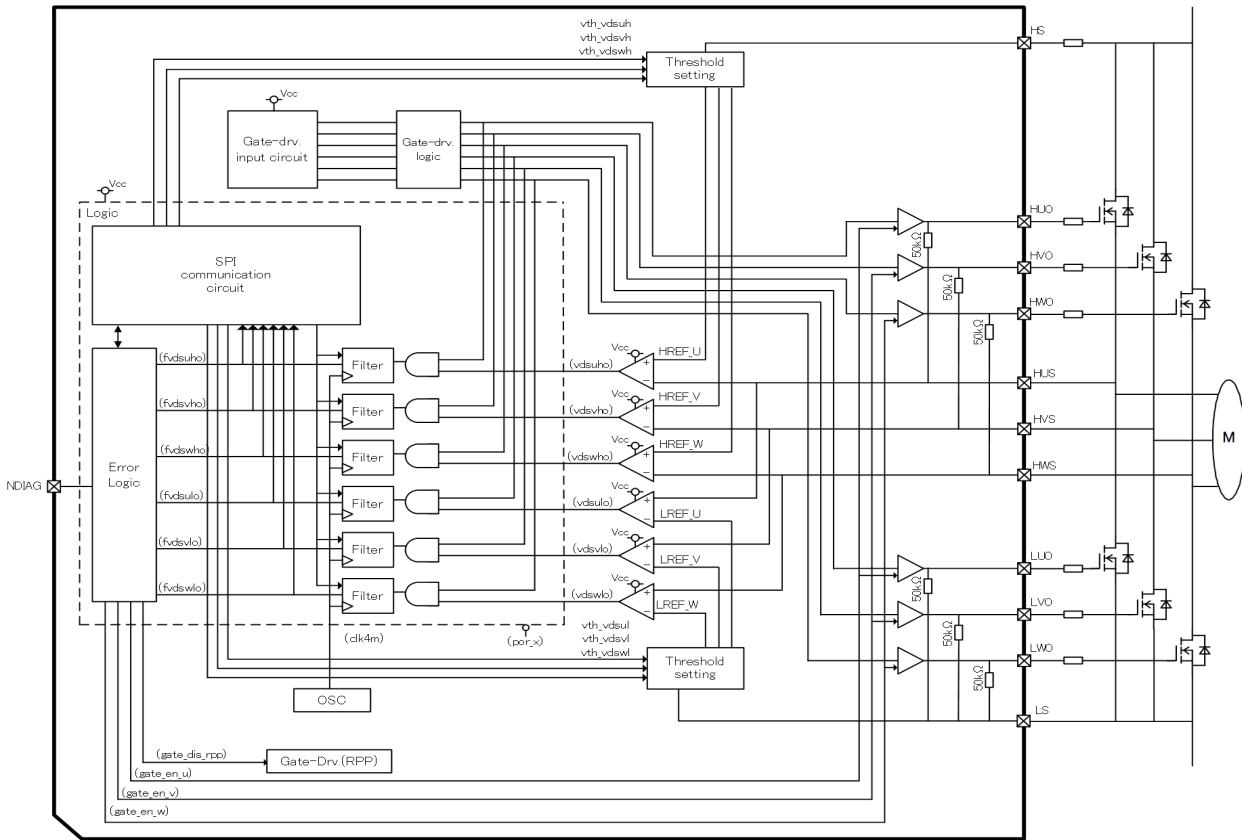 vth_vdsuh
vth_vdsvh
vth_vdswh
HS
Threshold
setting
Vcc
Gate-drv.
input circuit
Gate-drv.
logic
Vcc
Logic
SPI
communication
circuit
HUO
50kΩ
HVO
50kΩ
HWO
50kΩ
(fvdsuho)
Filter
(vdsuho)
Vcc
+
−
HREF_U
HUS
(fvdsvho)
Filter
(vdsvho)
Vcc
+
−
HREF_V
HVS
M
(fvdswho)
Filter
(vdswho)
Vcc
+
−
HREF_W
HWS
Error
Logic
NDIAG
(fvdsulo)
Filter
(vdsulo)
Vcc
+
−
LREF_U
(fvdsvlo)
Filter
(vdsvlo)
Vcc
+
−
LREF_V
LUO
50kΩ
(fvdswlo)
Filter
(vdswlo)
Vcc
+
−
LREF_W
LVO
50kΩ
(clk4m)
(por_x)
vth_vdsul
vth_vdsvl
vth_vdswl
Threshold
setting
LWO
50kΩ
OSC
LS
(gate_dis_rpp)
Gate-Drv.(RPP)
(gate_en_u)
(gate_en_v)
(gate_en_w)